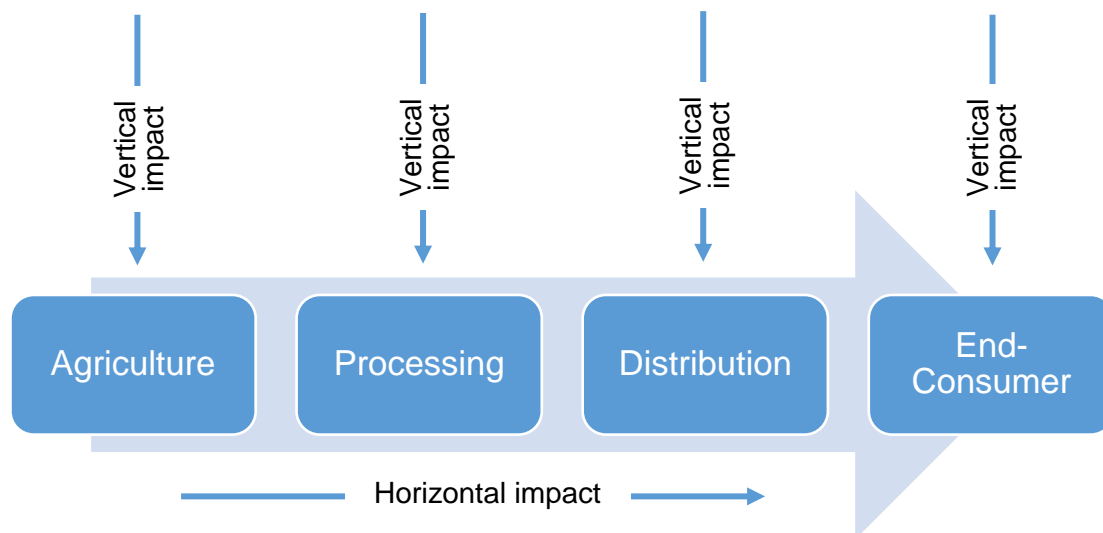 Vertical
impact
Vertical
impact
Vertical
impact
Vertical
impact
Agriculture
Processing
Distribution
End-
Consumer
Horizontal impact